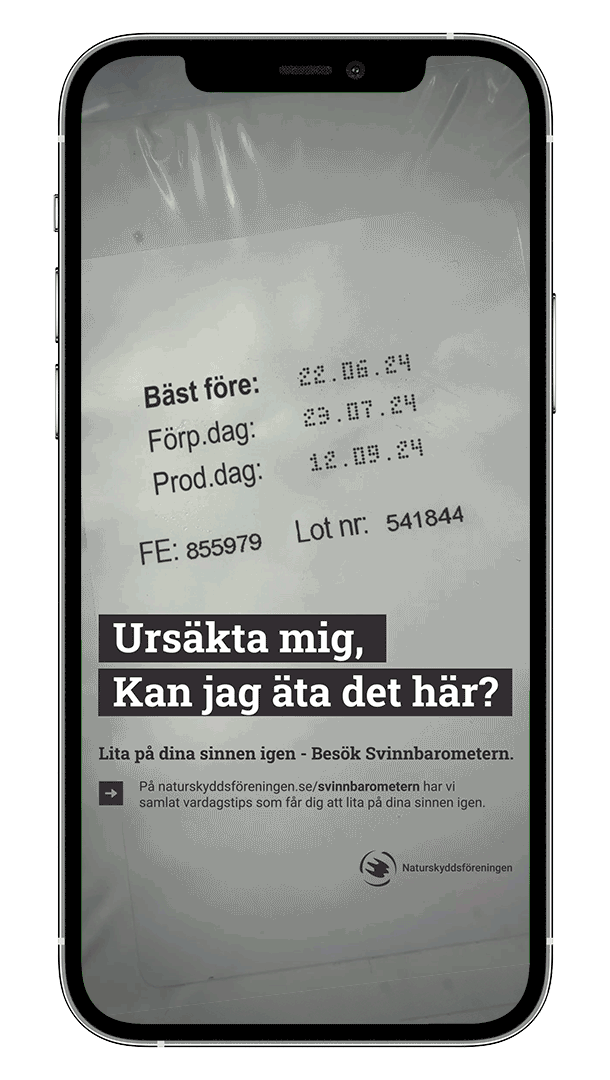 Bäst före: 22.06.24
Förp.dag: 29.07.24
Prod.dag: 12.09.24
FE: 855979 Lot nr: 541844
Ursäkta mig,
Kan jag äta det här?
Lita på dina sinnen igen - Besök Svinnbarometern.
På naturskyddsföreningen.se/svinnbarometern har vi
samlat vardagstips som får dig att lita på dina sinnen igen.
Naturskyddsföreningen